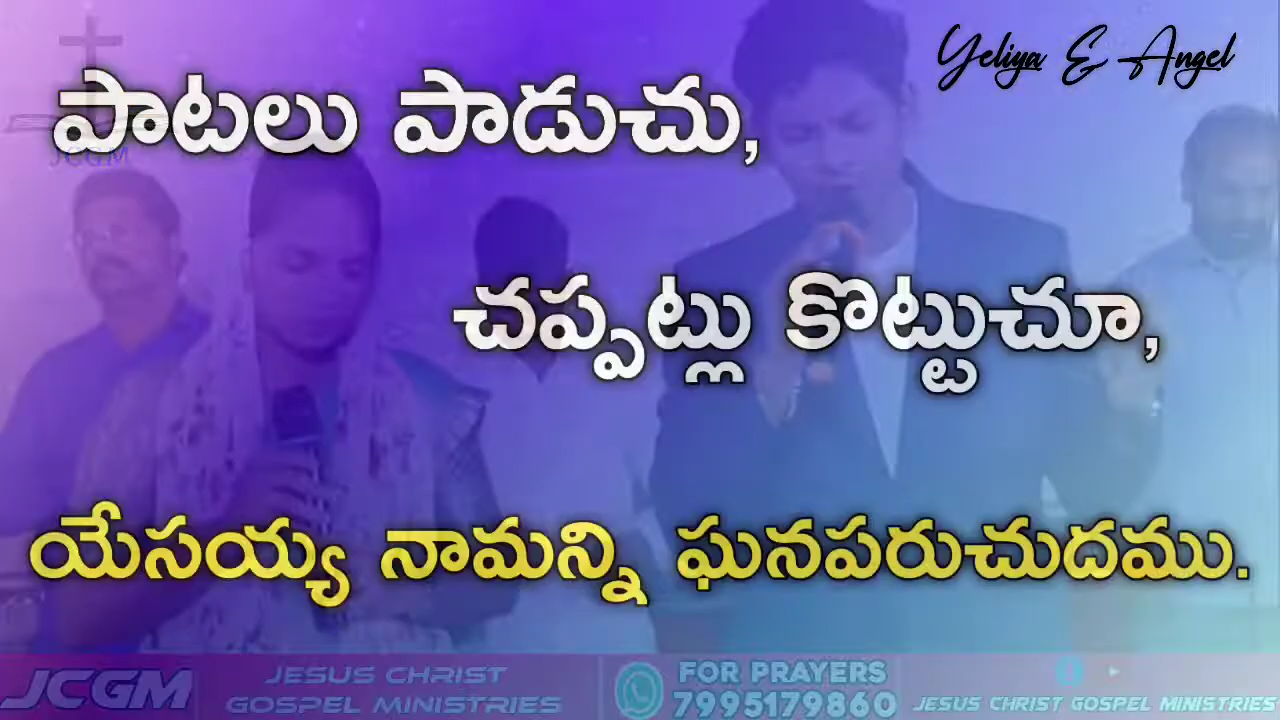 Yeliya & Angel
పాటలు పాడుచు,
JCGM
చప్పట్లు కొట్టుచూ,
యేసయ్య నామన్ని ఘనపరుచుదము.
JCGM
JESUS CHRIST
GOSPEL MINISTRIES
FOR PRAYERS
7995179860
JESUS CHRIST GOSPEL MINISTRIES